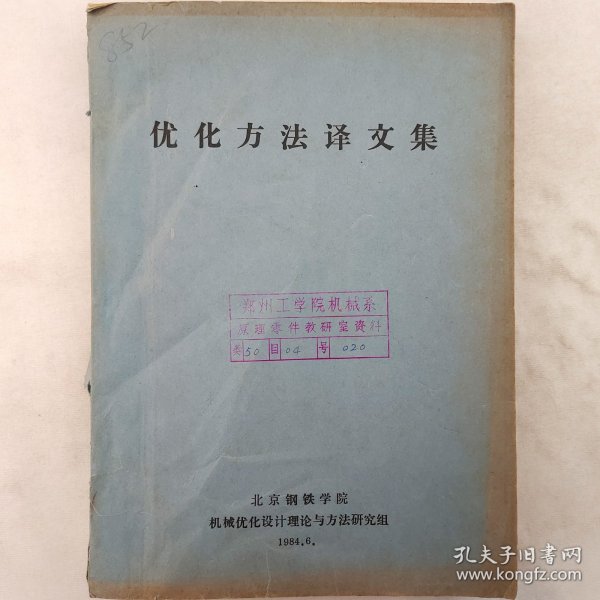 852
优化方法译文集
郑州工学院机械系
原理零件教研室资料
类50目04号020
北京钢铁学院
机械优化设计理论与方法研究组
1984.6.
孔夫子旧书网
www.kongfz.com